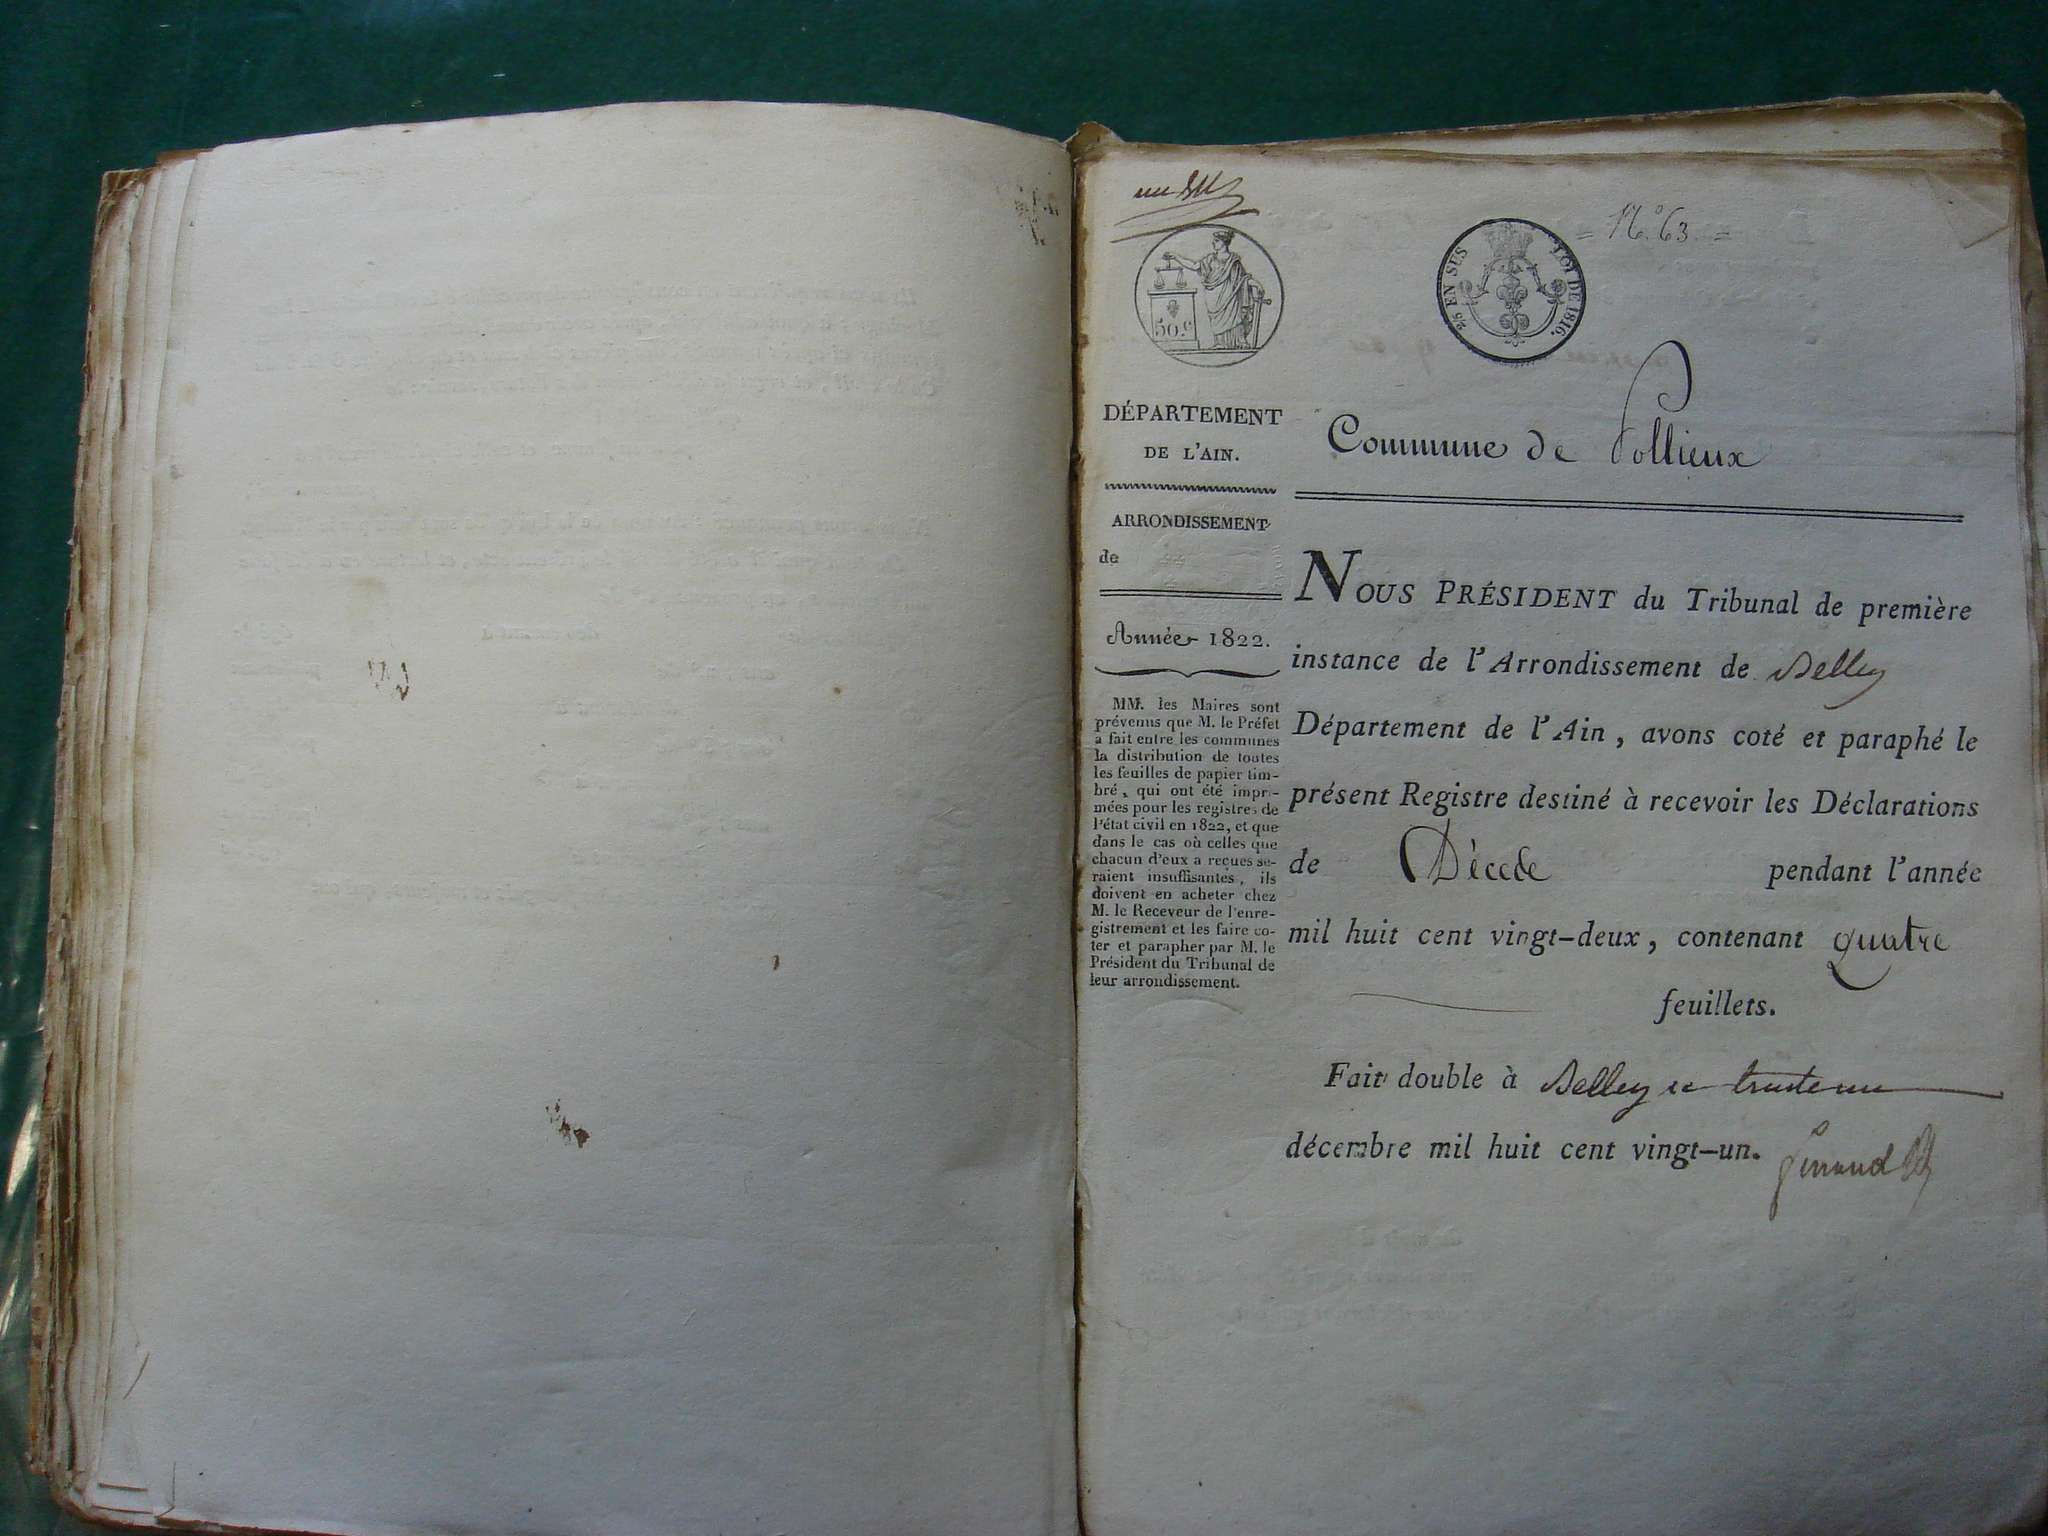 = N.° 63. =
50.c
2/5 EN SUS
LOI DE 1816.
DÉPARTEMENT
DE L'AIN.
ARRONDISSEMENT
de
Année 1822.
MM. les Maires sont
prévenus que M. le Préfet
a fait entre les communes
la distribution de toutes
les feuilles de papier tim-
bré, qui ont été impri-
mées pour les registres de
l'état civil en 1822, et que
dans le cas où celles que
chacun d'eux a reçues se-
raient insuffisantes, ils
doivent en acheter chez
M. le Receveur de l'enre-
gistrement et les faire co-
ter et parapher par M. le
Président du Tribunal de
leur arrondissement.
Commune de Pollieux
NOUS PRÉSIDENT du Tribunal de première
instance de l'Arrondissement de Belley
Département de l'Ain, avons coté et paraphé le
présent Registre destiné à recevoir les Déclarations
de Décede pendant l'année
mil huit cent vingt-deux, contenant quatre
feuillets.
Fait double à Belley le trente un
décembre mil huit cent vingt-un.